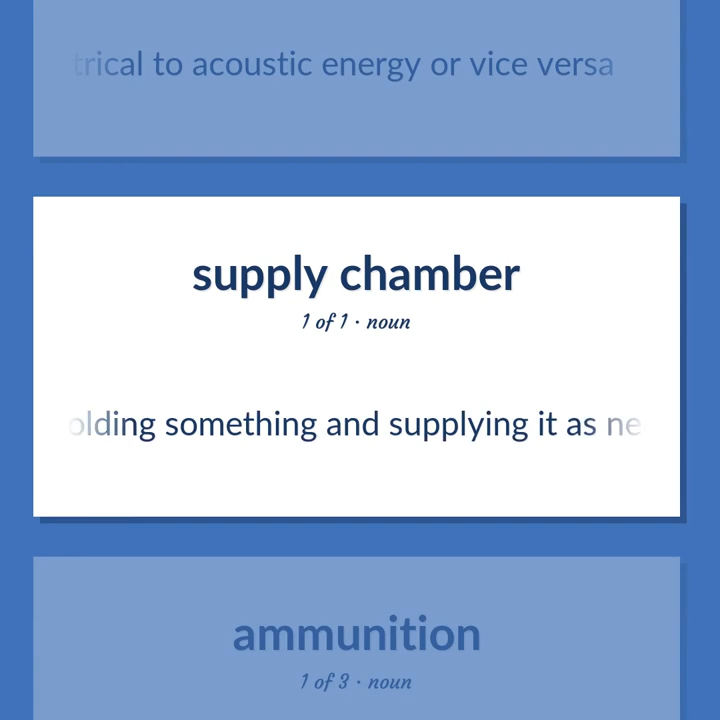 trical to acoustic energy or vice versa
supply chamber
1 of 1 · noun
olding something and supplying it as ne
ammunition
1 of 3 · noun